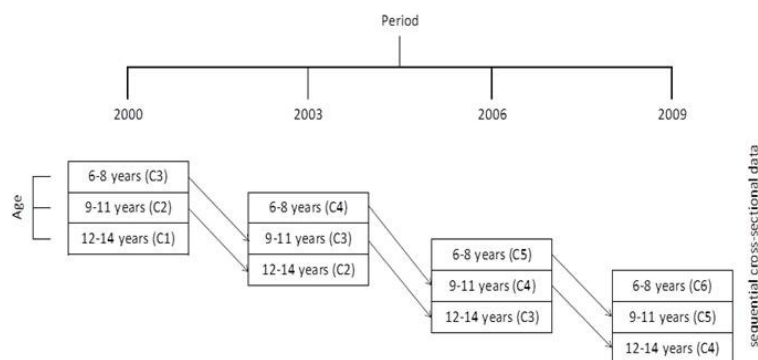 Period
2000
2003
2006
2009
Age
6-8 years (C3)
9-11 years (C2)
12-14 years (C1)
6-8 years (C4)
9-11 years (C3)
12-14 years (C2)
6-8 years (C5)
9-11 years (C4)
12-14 years (C3)
6-8 years (C6)
9-11 years (C5)
12-14 years (C4)
sequential cross-sectional data